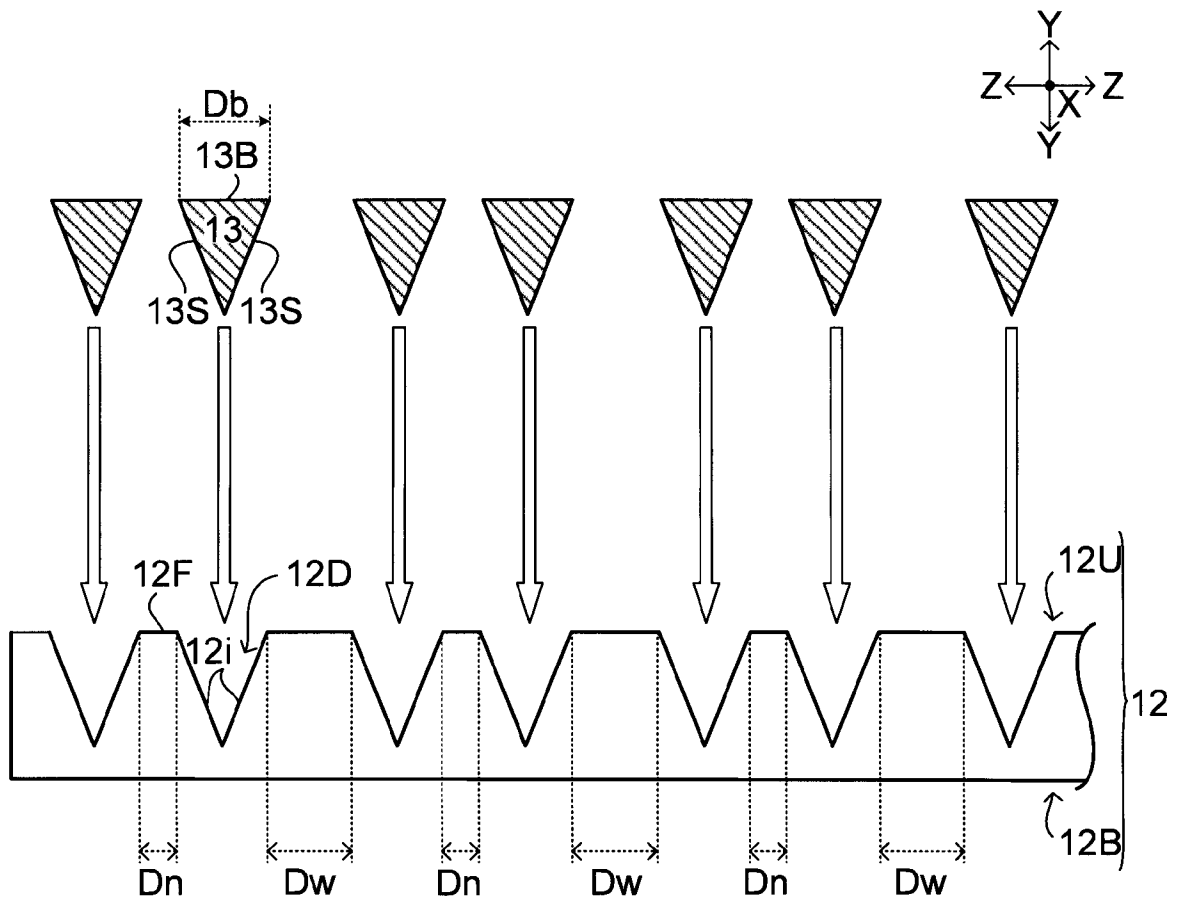 Y
Z X Z
Y
Db
13B
13
13S 13S
12F 12D 12U
12i
12
12B
Dn Dw Dn Dw Dn Dw